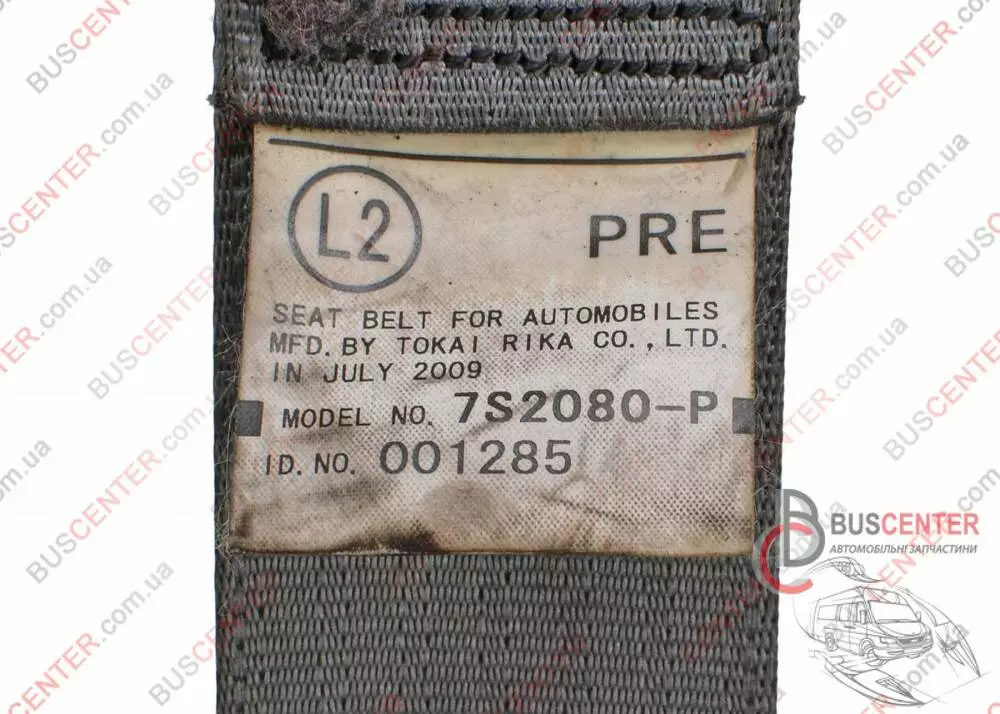 L2
PRE
SEAT BELT FOR AUTOMOBILES
MFD. BY TOKAI RIKA CO., LTD.
IN JULY 2009
MODEL NO. 7S2080-P
ID. NO. 001285
BUSCENTER
АВТОМОБІЛЬНІ ЗАПЧАСТИНИ
BUSCENTER.com.ua